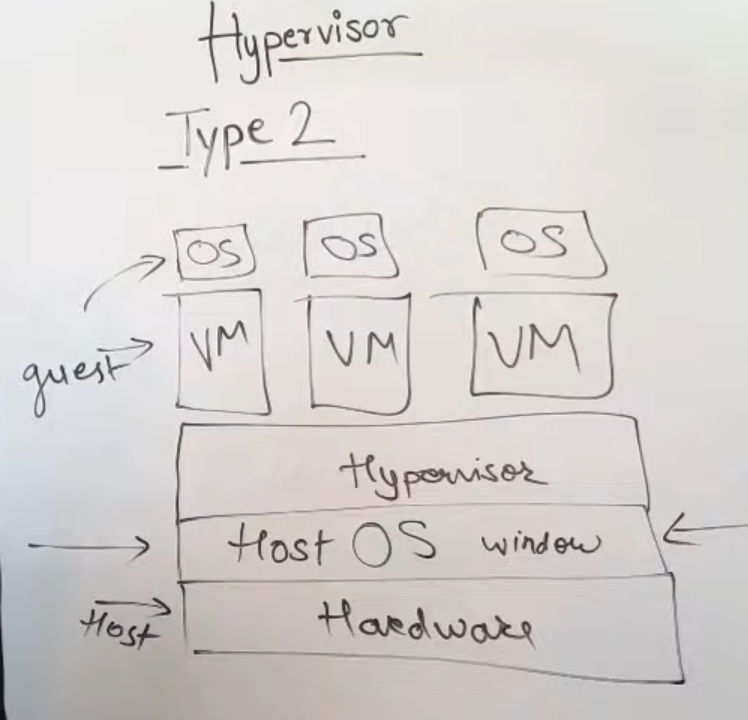 Hypervisor
Type 2
OS OS OS
VM VM VM
guest
Hypervisor
Host OS window
Host
Hardware